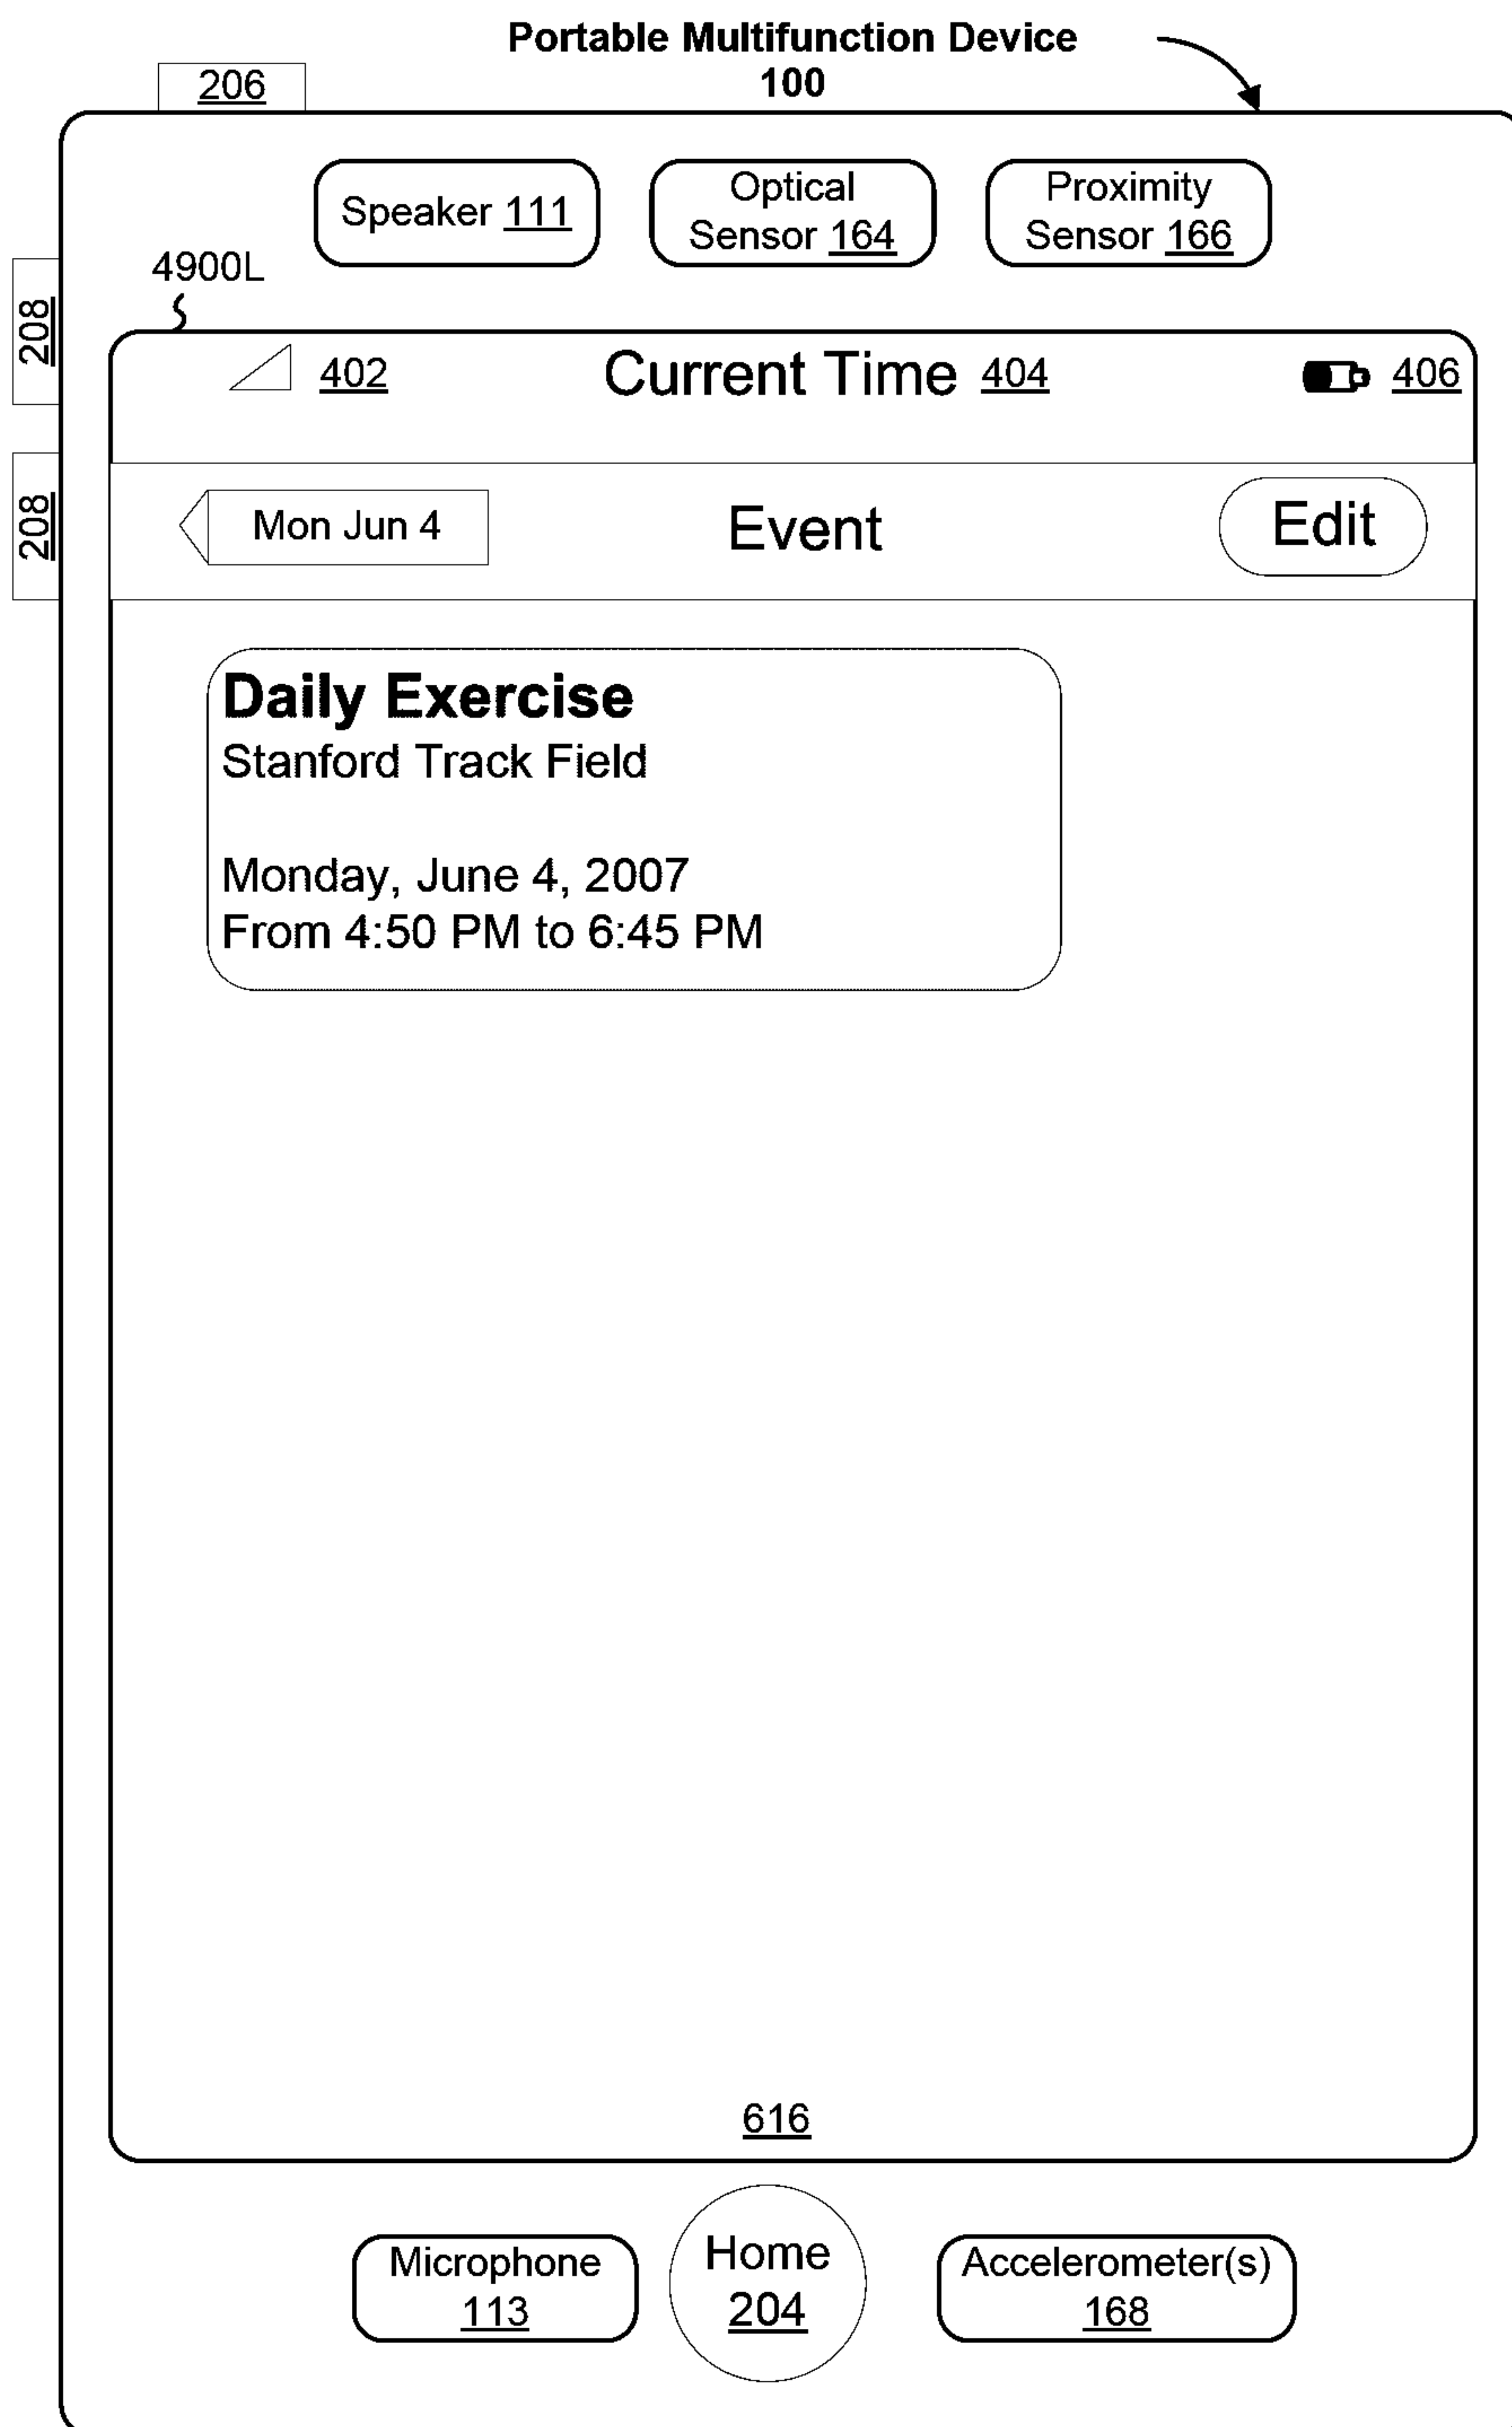 Portable Multifunction Device
100
206
Speaker 111
Optical
Sensor 164
Proximity
Sensor 166
4900L
208
208
402
Current Time 404
406
Mon Jun 4
Event
Edit
Daily Exercise
Stanford Track Field
Monday, June 4, 2007
From 4:50 PM to 6:45 PM
616
Microphone
113
Home
204
Accelerometer(s)
168